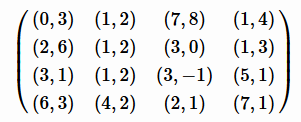 (0, 3) (1, 2) (7, 8) (1, 4)
(2, 6) (1, 2) (3, 0) (1, 3)
(3, 1) (1, 2) (3, −1) (5, 1)
(6, 3) (4, 2) (2, 1) (7, 1)